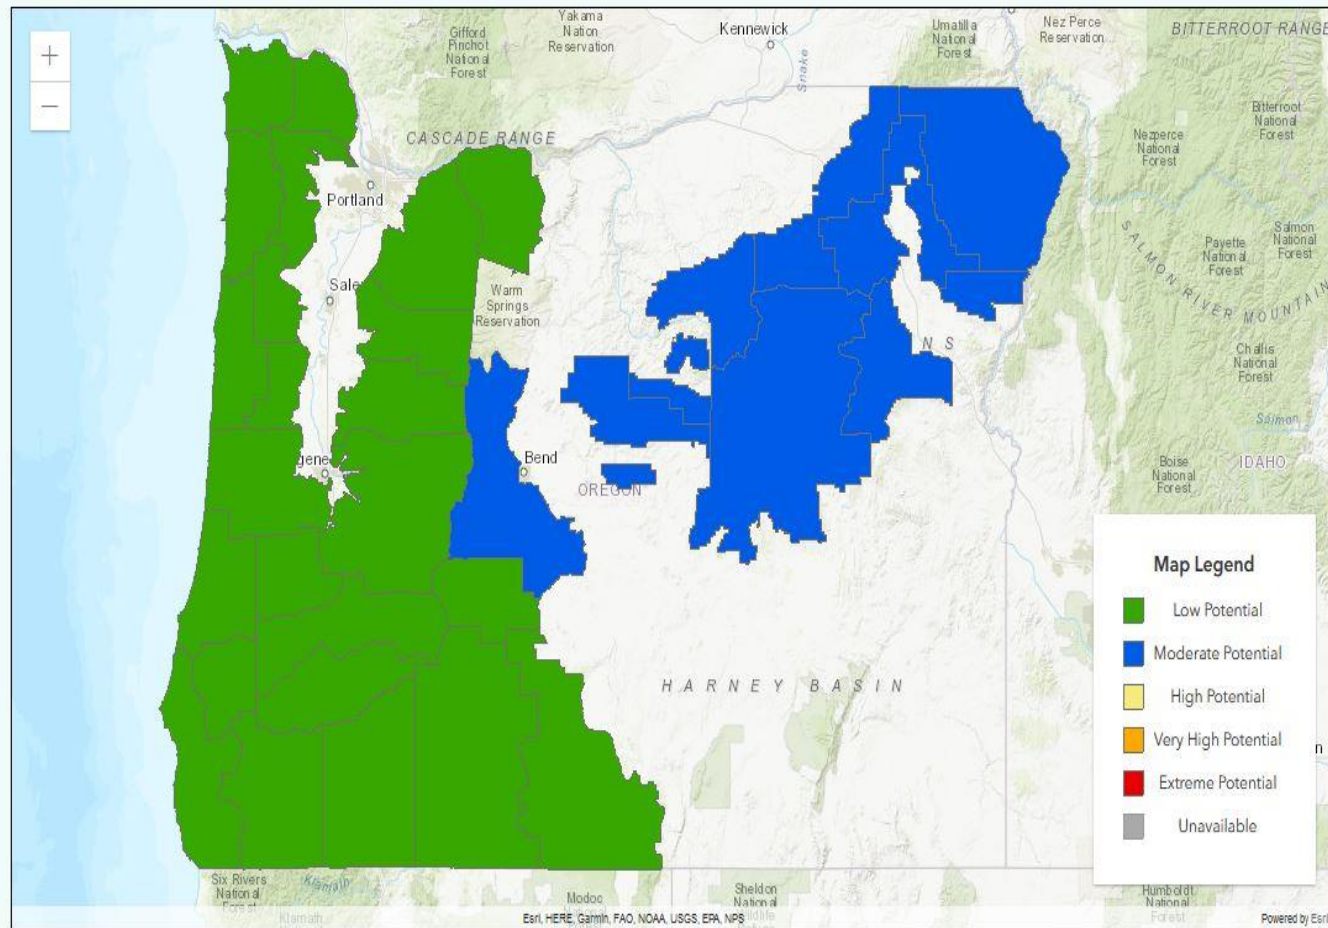 +
−
Gifford
Pinchot
National
Forest
Yakama
Nation
Reservation
Kennewick
Snake
Umatilla
National
Forest
Nez Perce
Reservation
BITTERROOT RANGE
Bitterroot
National
Forest
Nezperce
National
Forest
CASCADE RANGE
Portland
Sale
Warm
Springs
Reservation
SALMON RIVER MOUNTAIN
Payette
National
Forest
Salmon
National
Forest
N S
Challis
National
Forest
Salmon
gene
Bend
OREGON
Boise
National
Forest
IDAHO
HARNEY BASIN
Map Legend
Low Potential
Moderate Potential
High Potential
Very High Potential
Extreme Potential
Unavailable
n
Six Rivers
National
Forest
Klamath
Klamath
Modoc
Sheldon
National
Humboldt
National
Forest
Esri, HERE, Garmin, FAO, NOAA, USGS, EPA, NPS
Powered by Esri